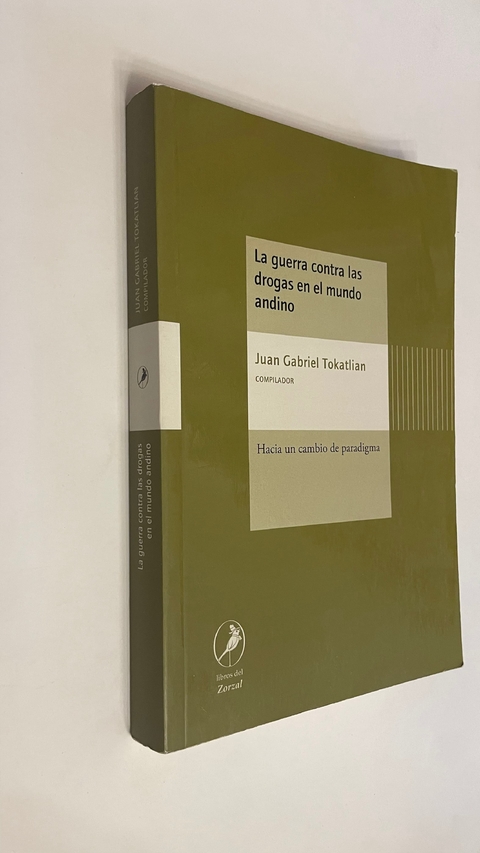 La guerra contra las
drogas en el mundo
andino
Juan Gabriel Tokatlian
COMPILADOR
Hacia un cambio de paradigma
libros del
Zorzal
JUAN GABRIEL TOKATLIAN
COMPILADOR
La guerra contra las drogas
en el mundo andino